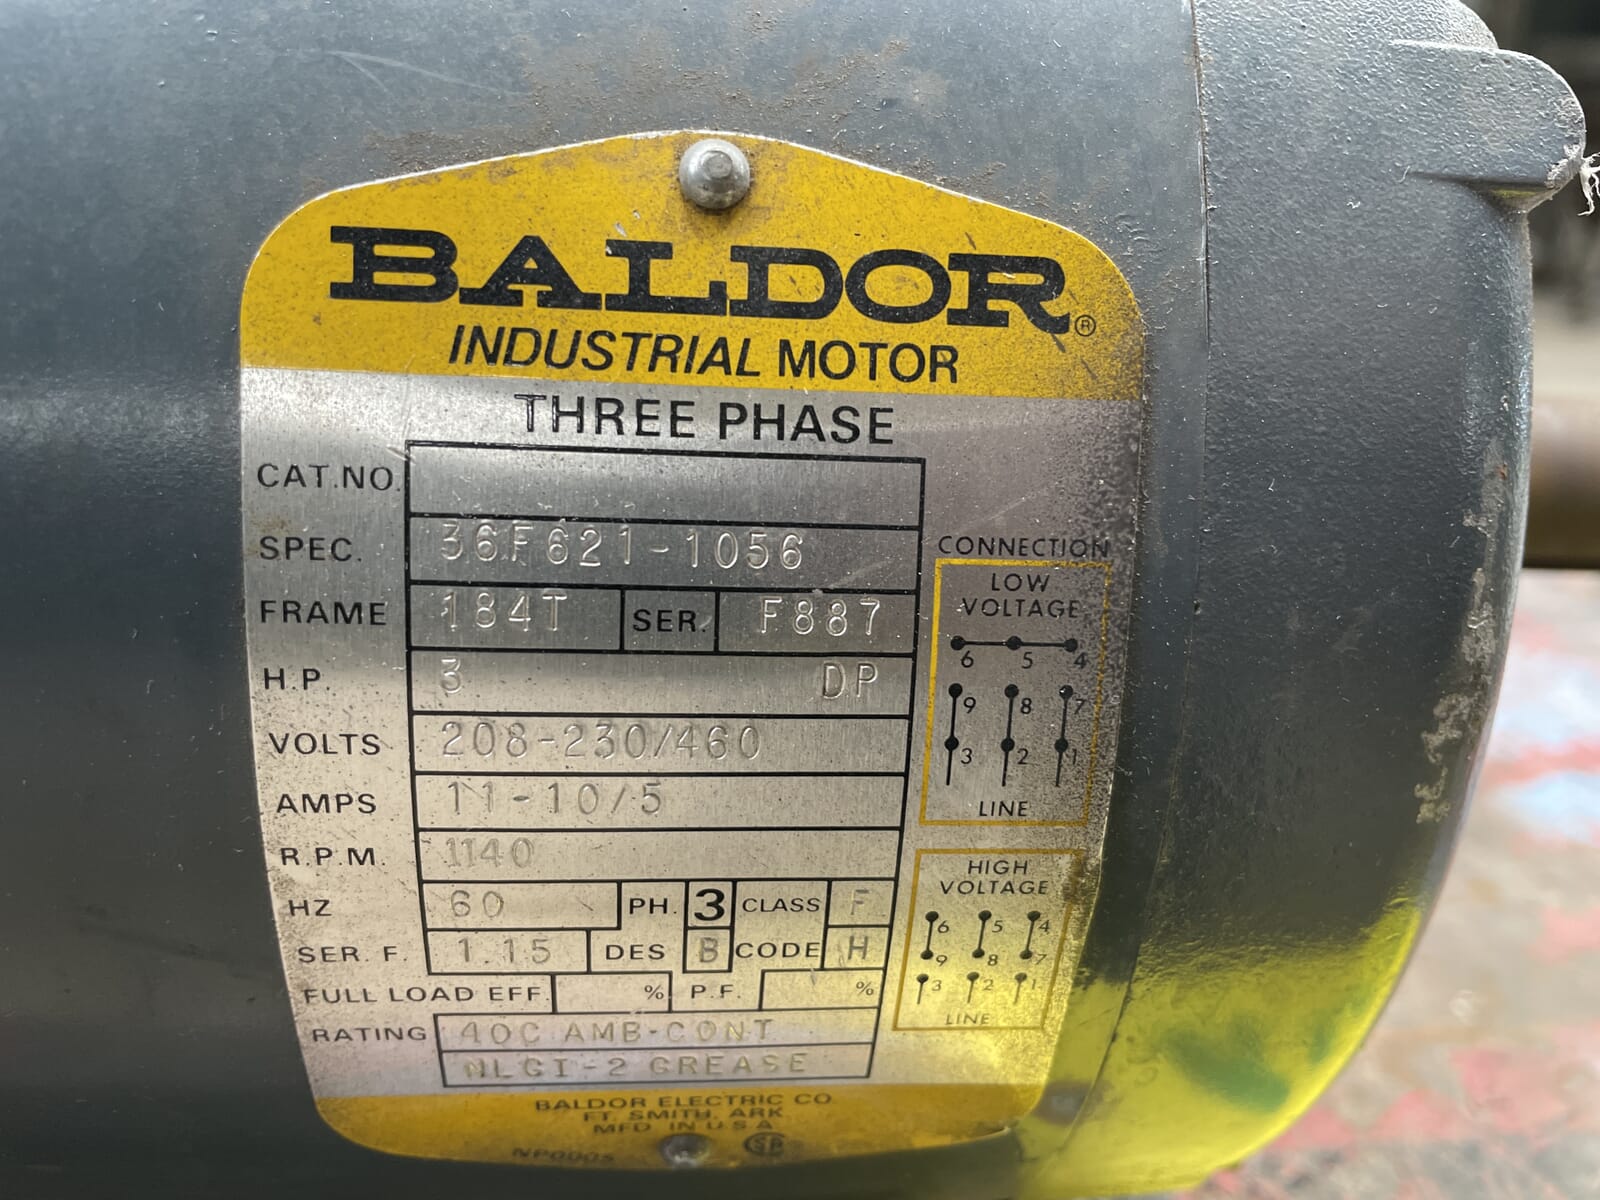 BALDOR®
INDUSTRIAL MOTOR
THREE PHASE
CAT.NO.
SPEC. 36F621-1056
FRAME 184T SER. F887
H.P. 3 DP
VOLTS 208-230/460
AMPS 11-10/5
R.P.M. 1140
HZ 60 PH. 3 CLASS F
SER. F. 1.15 DES B CODE H
FULL LOAD EFF. % P.F. %
RATING 40C AMB-CONT
NLGI-2 GREASE
CONNECTION
LOW
VOLTAGE
6 5 4
9 8 7
3 2 1
LINE
HIGH
VOLTAGE
6 5 4
9 8 7
3 2 1
LINE
BALDOR ELECTRIC CO
FT. SMITH, ARK
MFD. IN U.S.A
NP0005